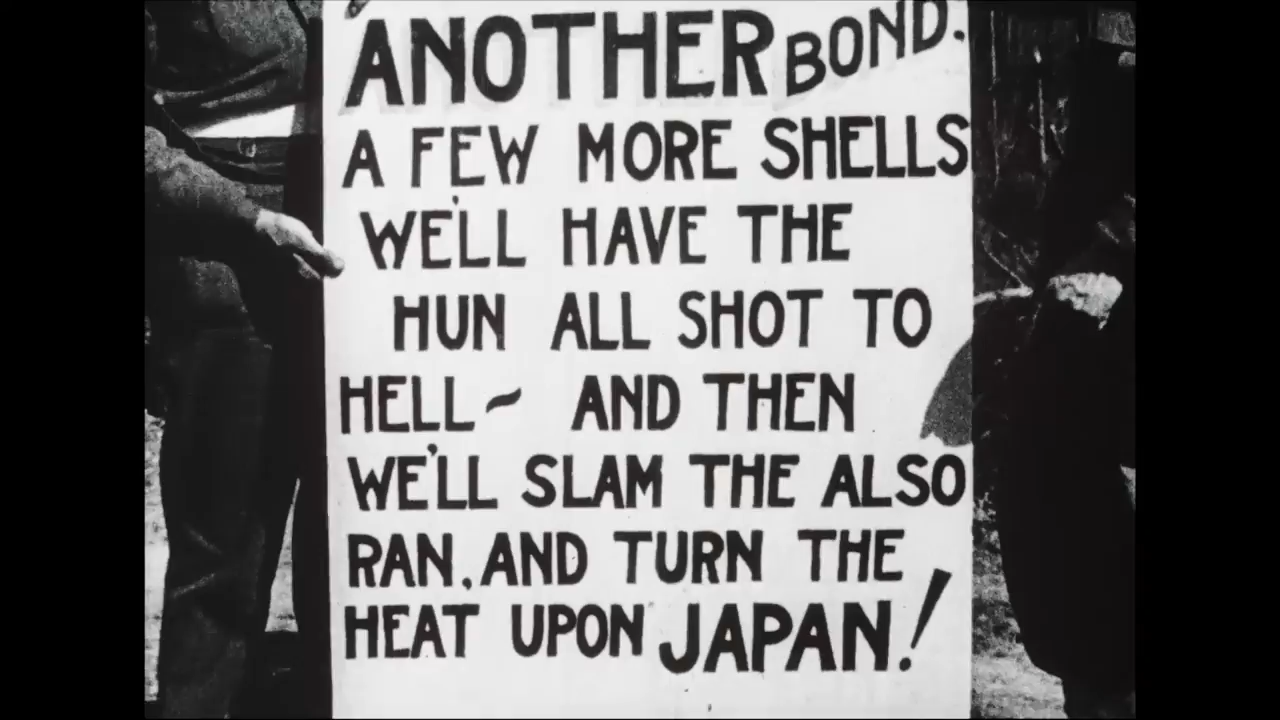 ANOTHER BOND.
A FEW MORE SHELLS
WE'LL HAVE THE
HUN ALL SHOT TO
HELL~ AND THEN
WE'LL SLAM THE ALSO
RAN, AND TURN THE
HEAT UPON JAPAN!